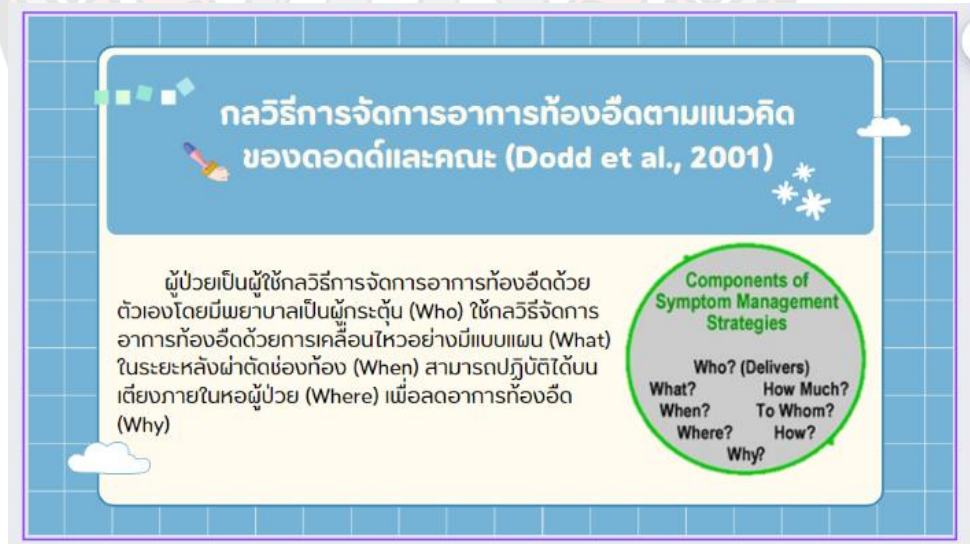 กลวิธีการจัดการอาการท้องอืดตามแนวคิด
ของดอดด์และคณะ (Dodd et al., 2001)
ผู้ป่วยเป็นผู้ใช้กลวิธีการจัดการอาการท้องอืดด้วย
ตัวเองโดยมีพยาบาลเป็นผู้กระตุ้น (Who) ใช้กลวิธีจัดการ
อาการท้องอืดด้วยการเคลื่อนไหวอย่างมีแบบแผน (What)
ในระยะหลังผ่าตัดช่องท้อง (When) สามารถปฏิบัติได้บน
เตียงภายในหอผู้ป่วย (Where) เพื่อลดอาการท้องอืด
(Why)
Components of
Symptom Management
Strategies
Who? (Delivers)
What? How Much?
When? To Whom?
Where? How?
Why?